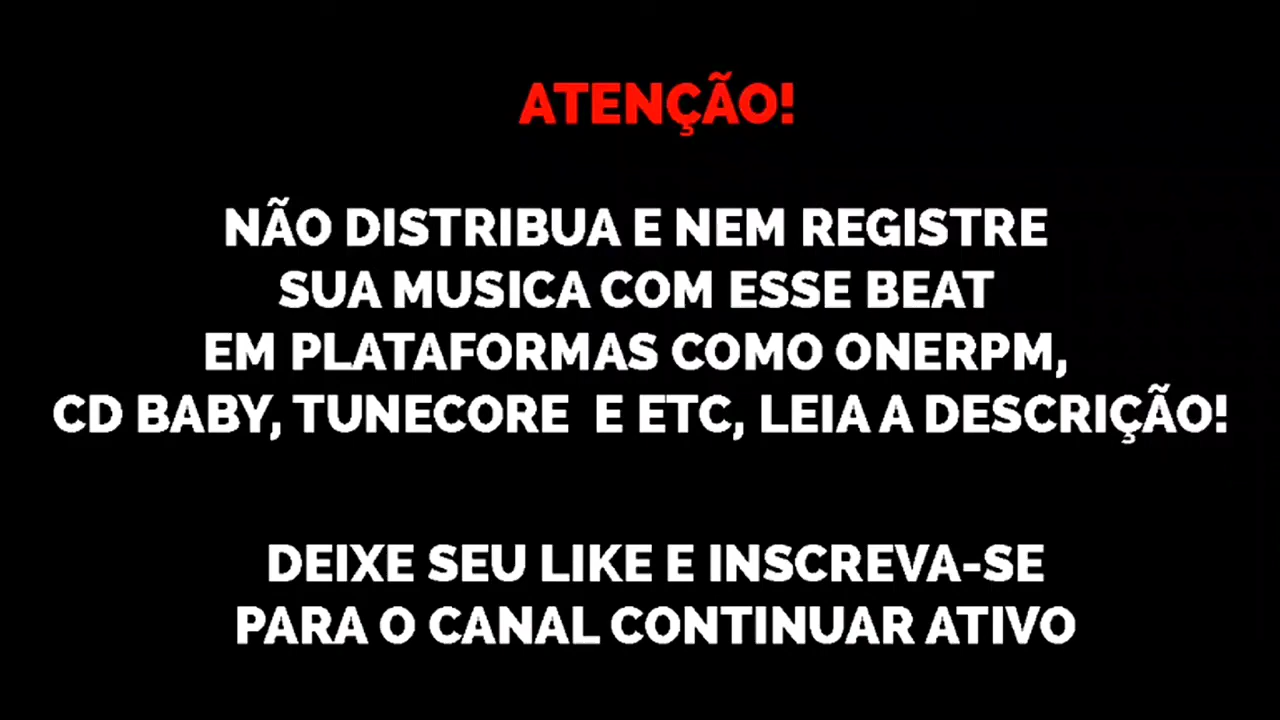 ATENÇÃO!
NÃO DISTRIBUA E NEM REGISTRE
SUA MUSICA COM ESSE BEAT
EM PLATAFORMAS COMO ONERPM,
CD BABY, TUNECORE E ETC, LEIA A DESCRIÇÃO!
DEIXE SEU LIKE E INSCREVA-SE
PARA O CANAL CONTINUAR ATIVO